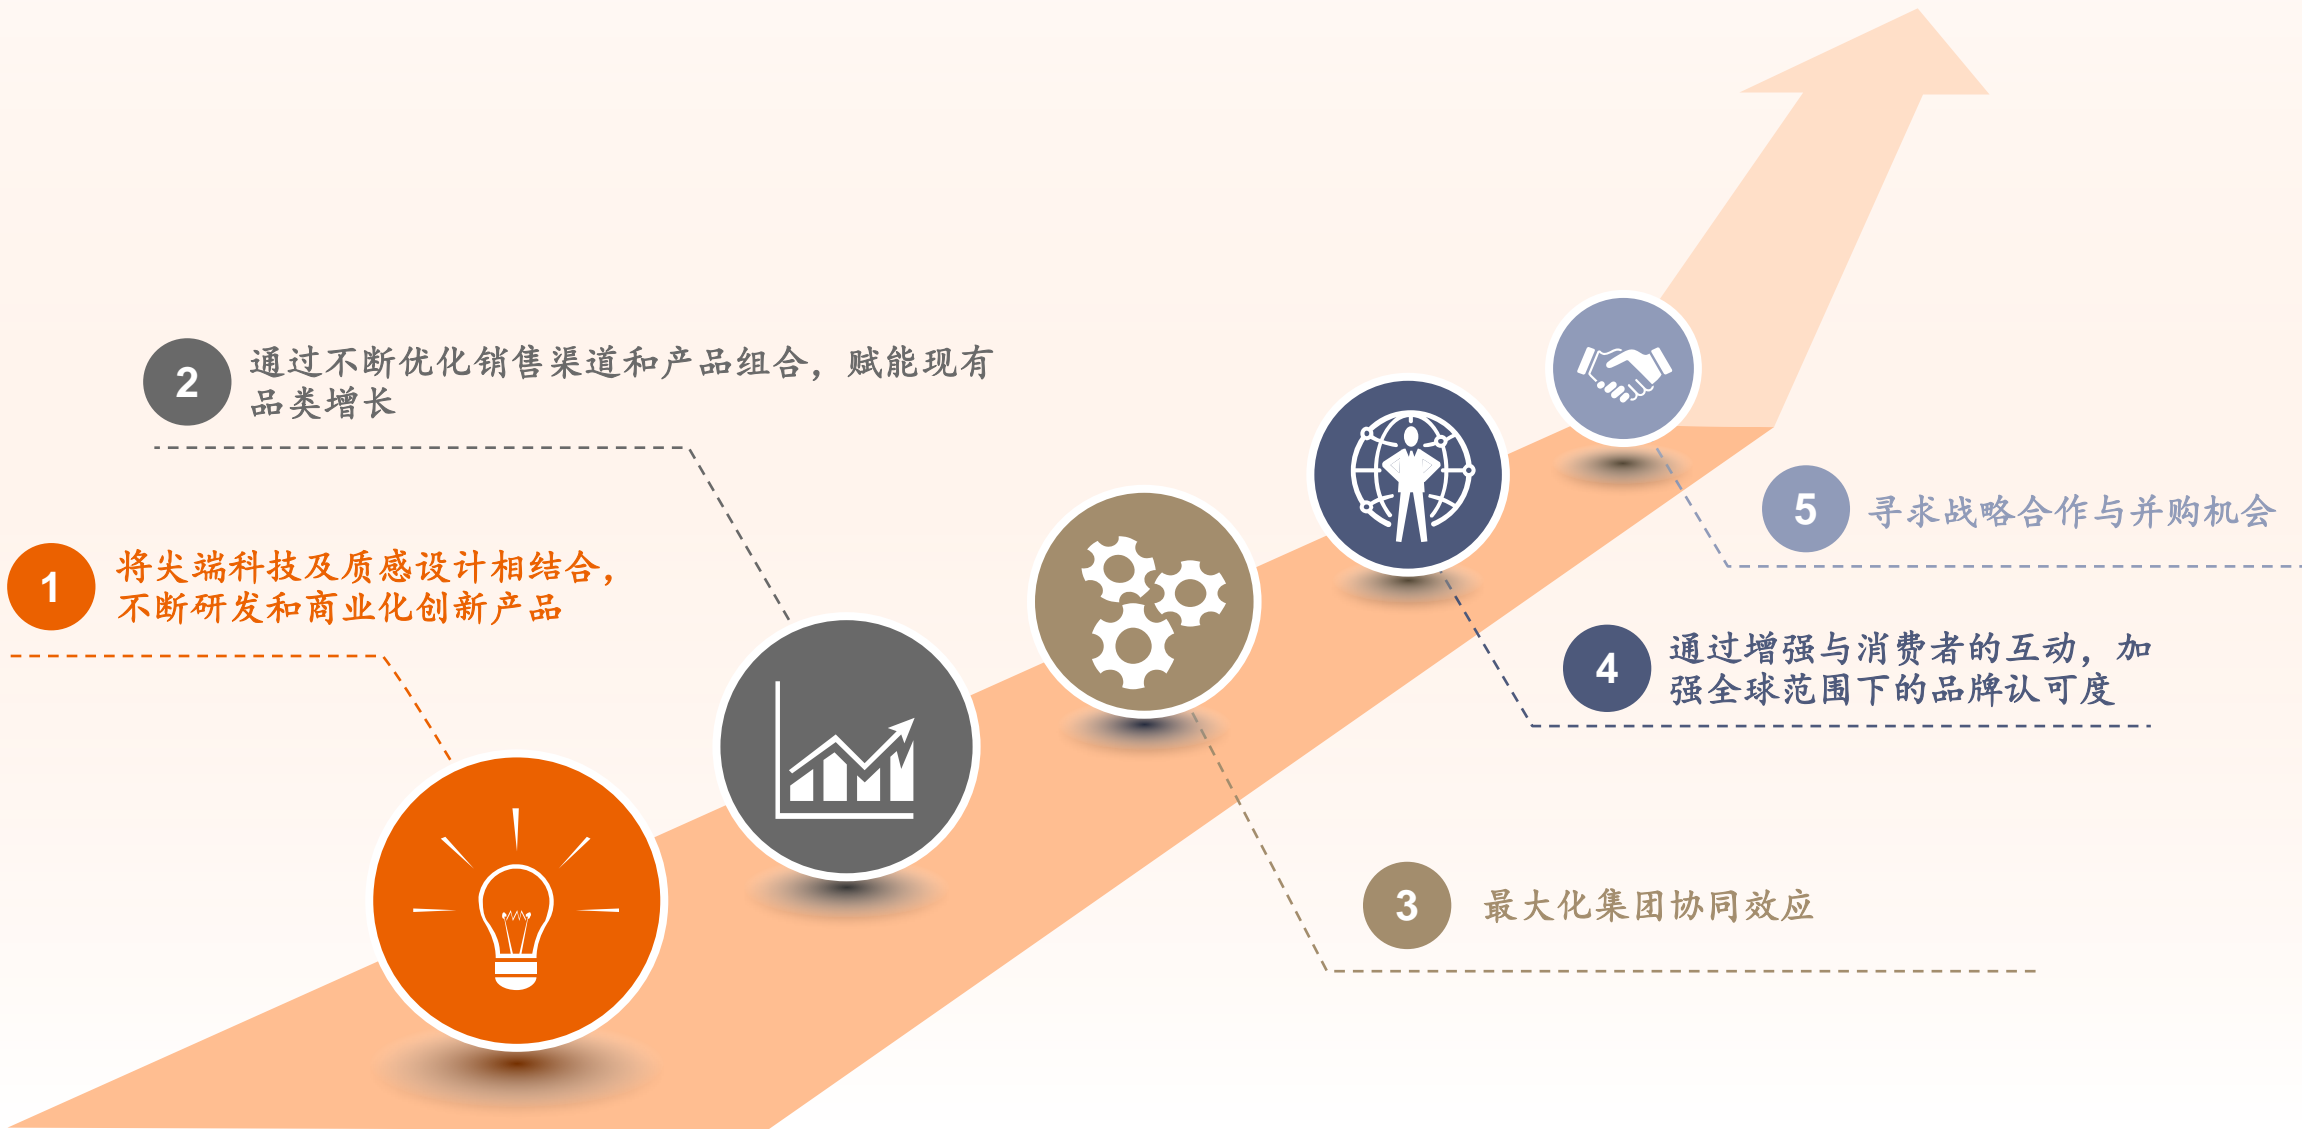 1
将尖端科技及质感设计相结合，
不断研发和商业化创新产品
2
通过不断优化销售渠道和产品组合，赋能现有
品类增长
3
最大化集团协同效应
4
通过增强与消费者的互动，加
强全球范围下的品牌认可度
5
寻求战略合作与并购机会